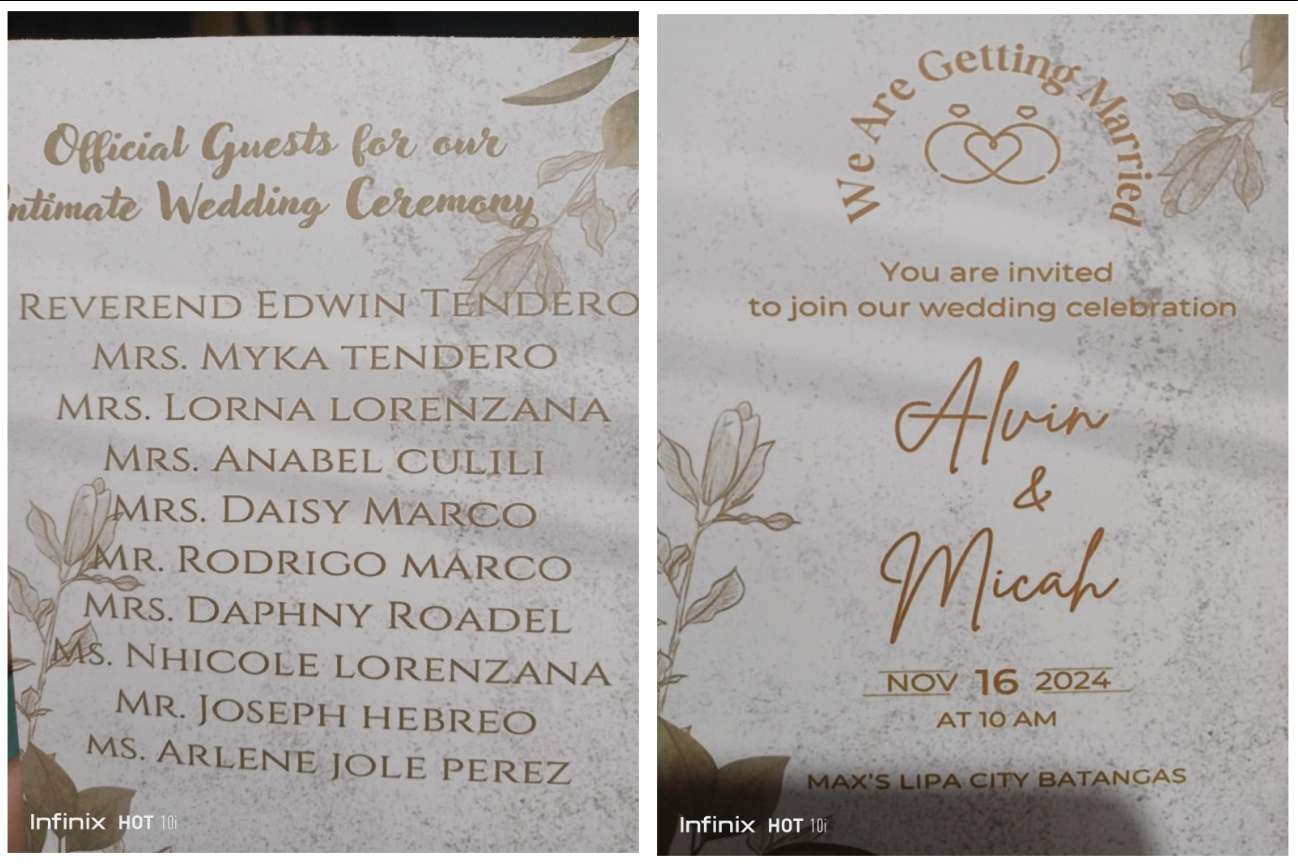 Official Guests for our
Intimate Wedding Ceremony
REVEREND EDWIN TENDERO
MRS. MYKA TENDERO
MRS. LORNA LORENZANA
MRS. ANABEL CULILI
MRS. DAISY MARCO
MR. RODRIGO MARCO
MRS. DAPHNY ROADEL
MS. NHICOLE LORENZANA
MR. JOSEPH HEBREO
MS. ARLENE JOLE PEREZ
Infinix HOT 10i
We Are Getting Married
You are invited
to join our wedding celebration
Alvin
&
Micah
NOV 16 2024
AT 10 AM
MAX'S LIPA CITY BATANGAS
Infinix HOT 10i